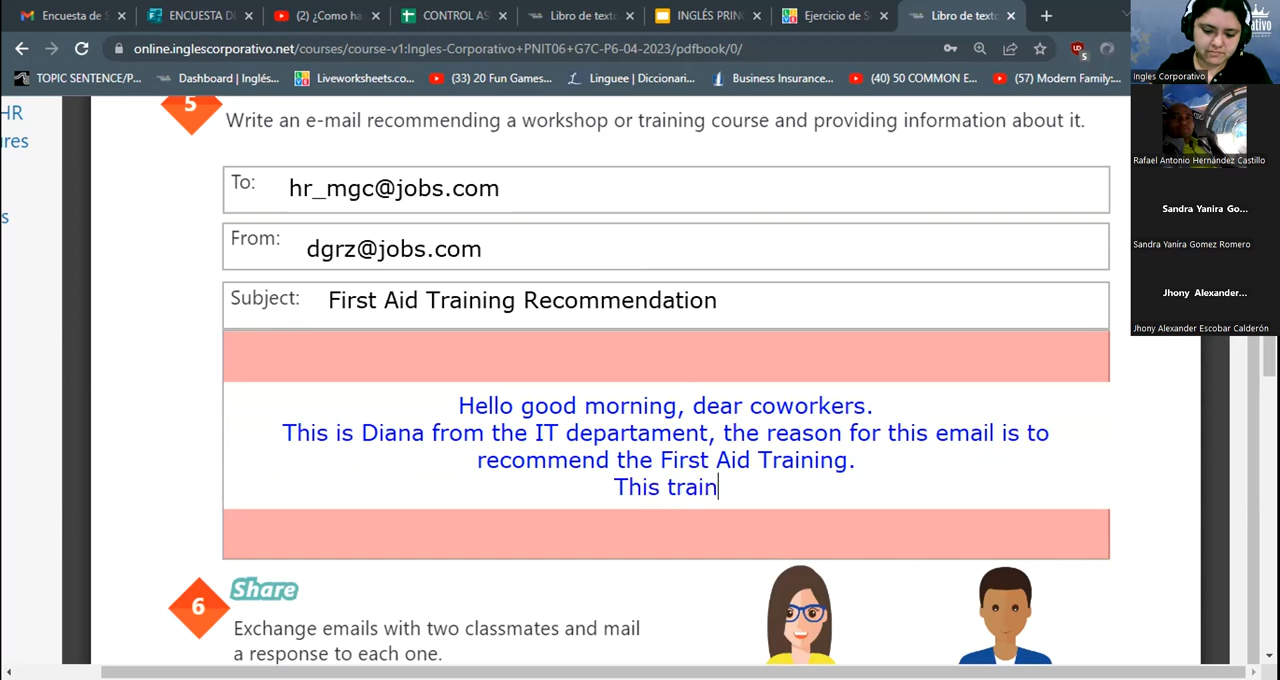 Encuesta de S
ENCUESTA DE
(2) ¿Como ha
CONTROL AS
Libro de texto
INGLÉS PRIN
Ejercicio de S
Libro de texto
online.inglescorporativo.net/courses/course-v1:Ingles-Corporativo+PNIT06+G7C-P6-04-2023/pdfbook/0/
TOPIC SENTENCE/P...
Dashboard | Inglés...
Liveworksheets.co...
(33) 20 Fun Games...
Linguee | Diccionari...
Business Insurance...
(40) 50 COMMON E...
(57) Modern Family:...
5
Ingles Corporativo
Rafael Antonio Hernández Castillo
Sandra Yanira Go...
Sandra Yanira Gomez Romero
Jhony Alexander...
Jhony Alexander Escobar Calderón
HR
ures
s
5
Write an e-mail recommending a workshop or training course and providing information about it.
To: hr_mgc@jobs.com
From: dgrz@jobs.com
Subject: First Aid Training Recommendation
Hello good morning, dear coworkers.
This is Diana from the IT departament, the reason for this email is to
recommend the First Aid Training.
This train
6
Share
Exchange emails with two classmates and mail
a response to each one.